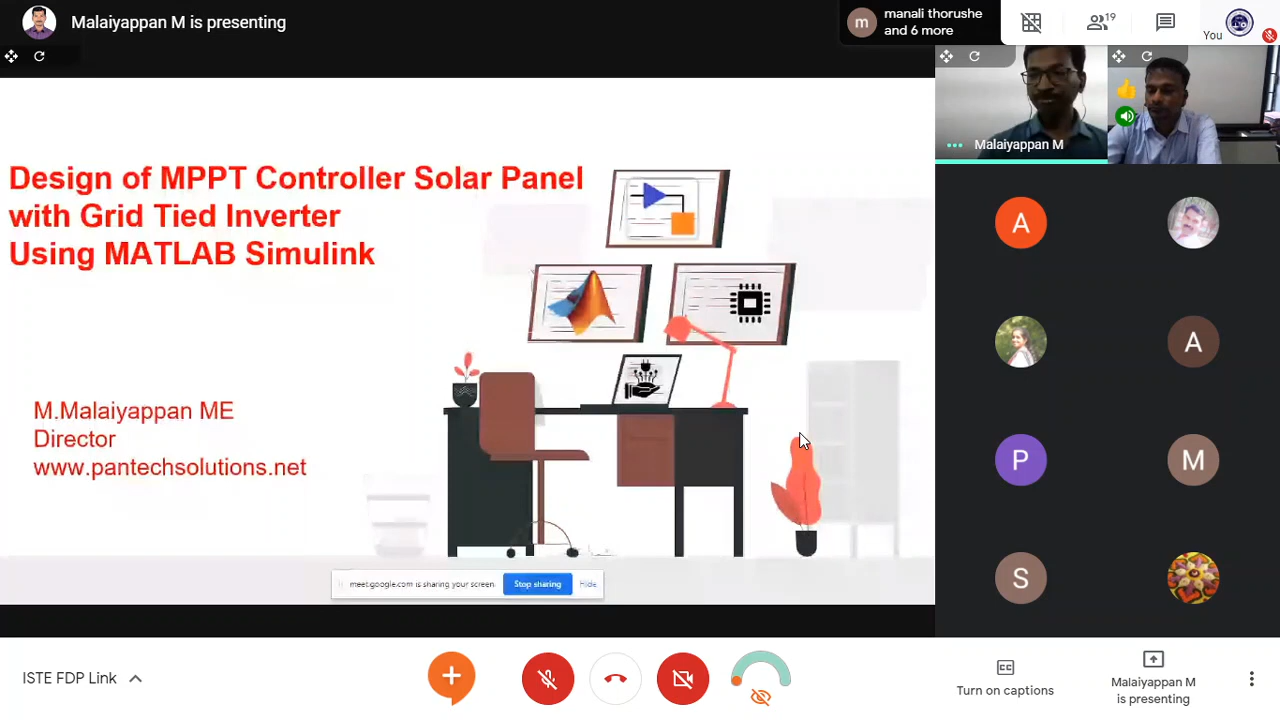 Malaiyappan M is presenting
manali thorushe
and 6 more
m
19
You
Malaiyappan M
Design of MPPT Controller Solar Panel
with Grid Tied Inverter
Using MATLAB Simulink
M.Malaiyappan ME
Director
www.pantechsolutions.net
meet.google.com is sharing your screen.
Stop sharing
Hide
A
A
P
M
S
ISTE FDP Link
CC
Turn on captions
Malaiyappan M
is presenting